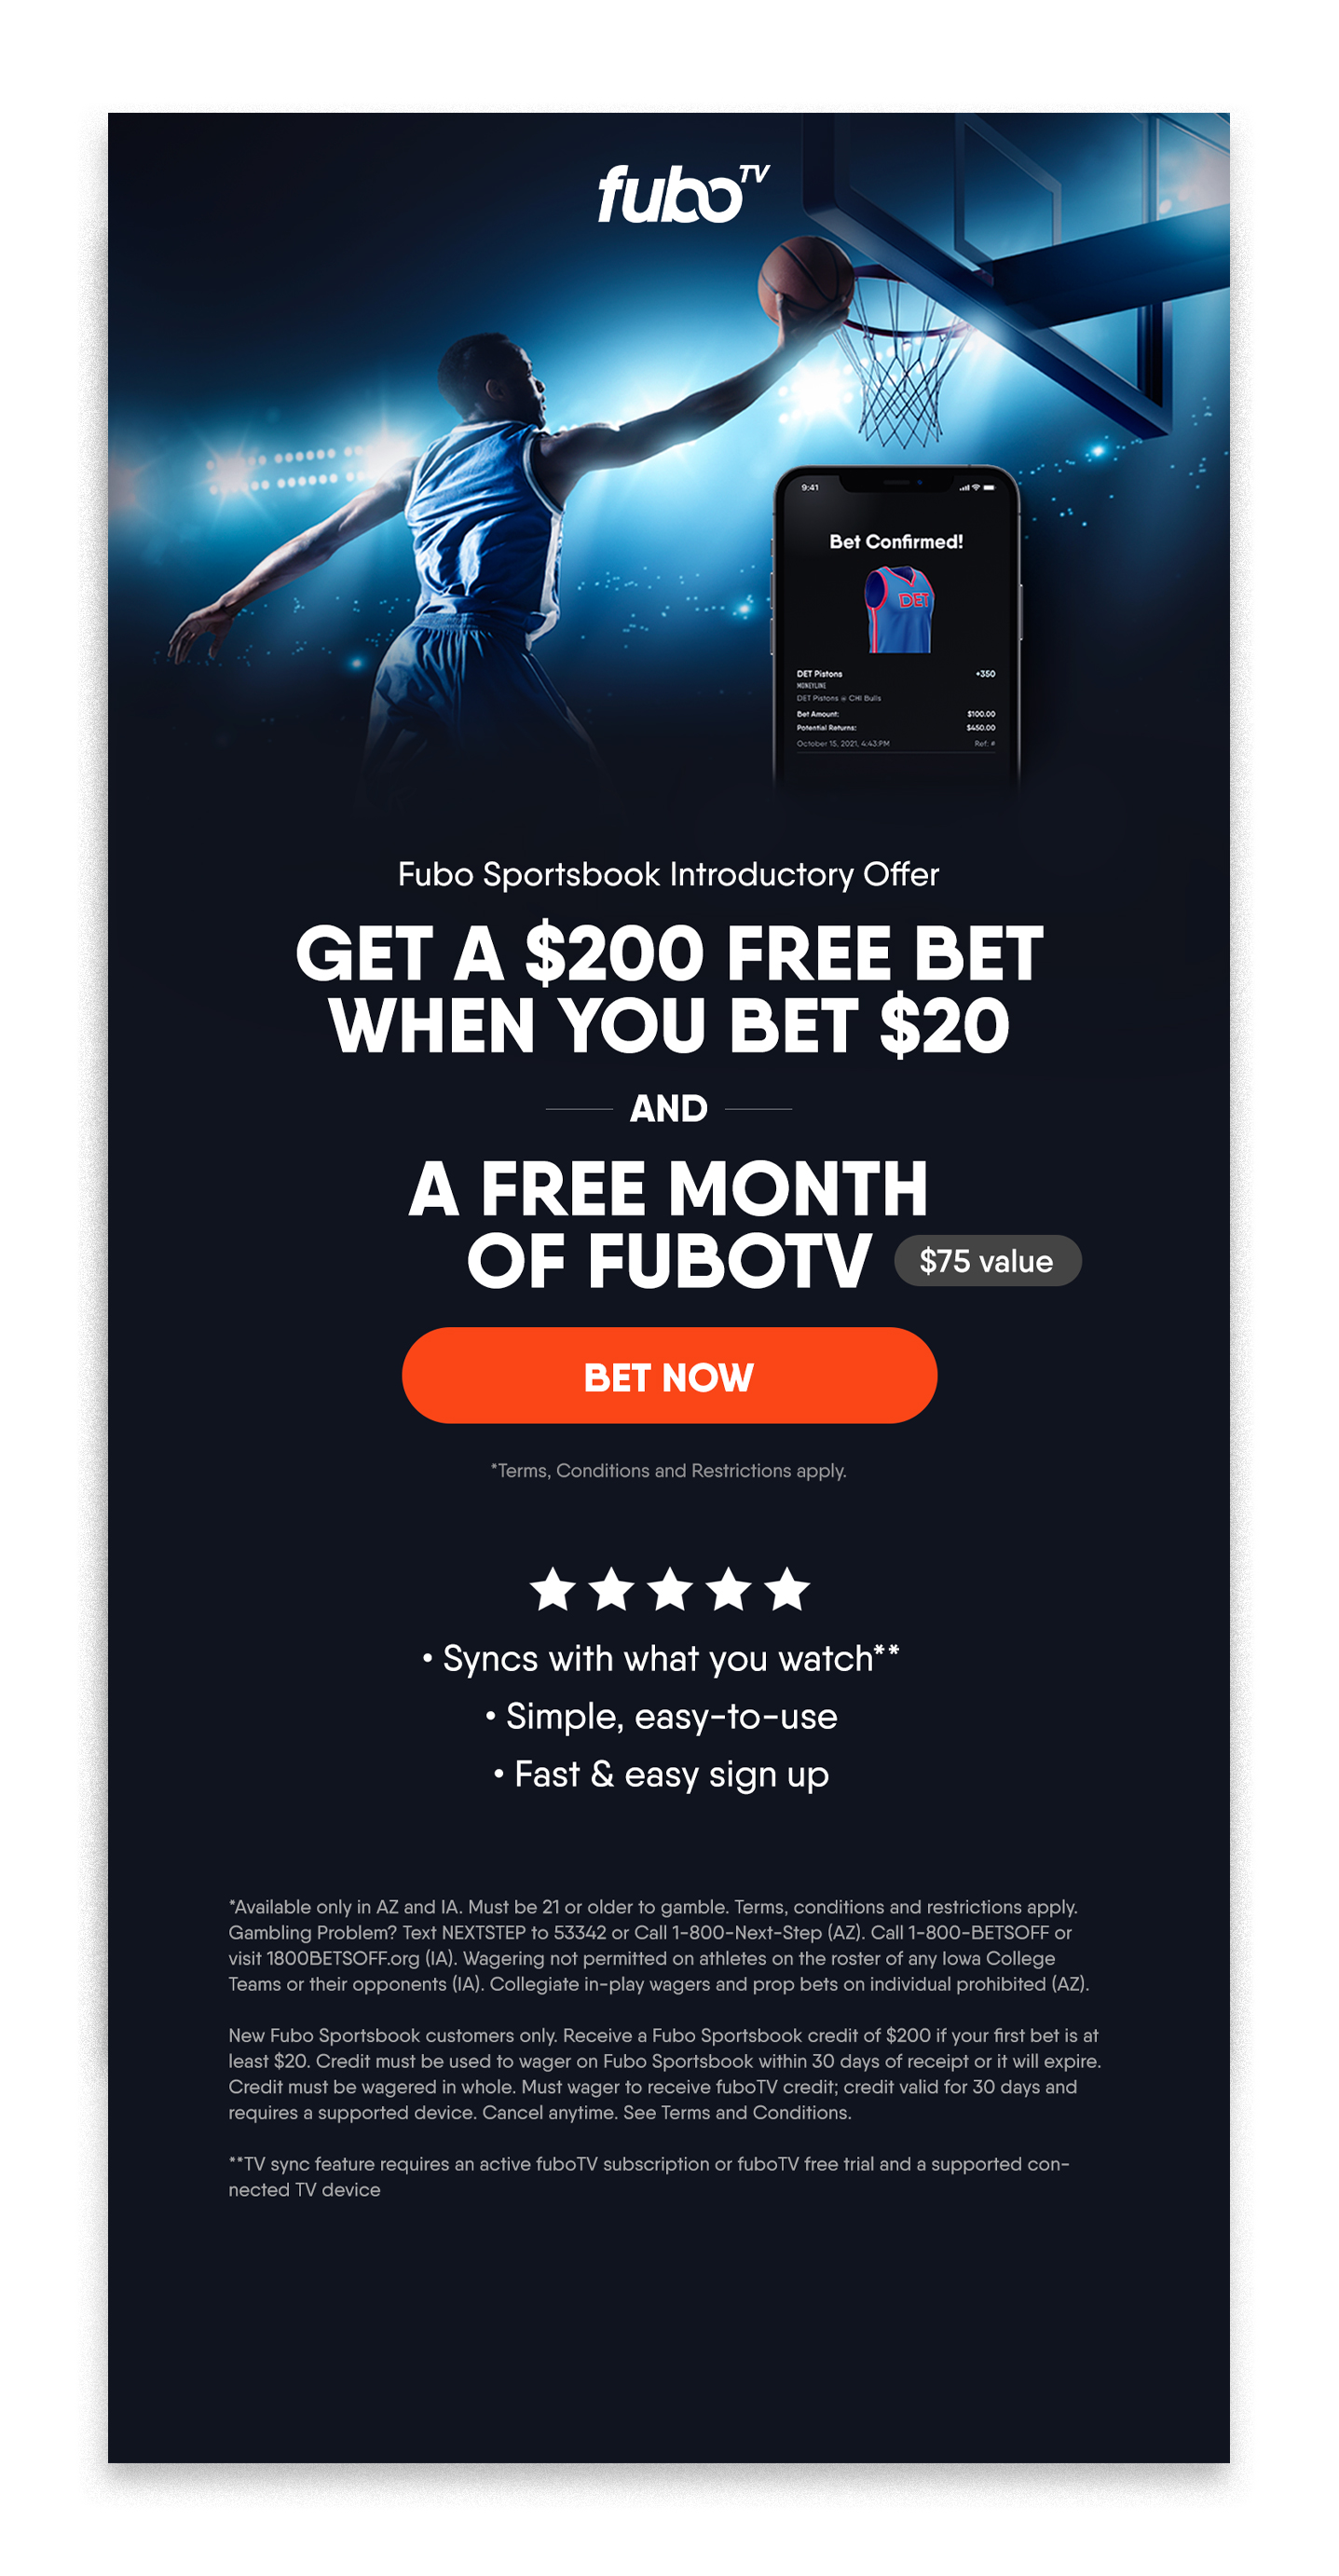 fubo TV
9:41
Bet Confirmed!
DET
DET Pistons +350
MONEYLINE
DET Pistons @ CHI Bulls
Bet Amount: $100.00
Potential Returns: $450.00
October 15, 2021, 4:43:PM Ref: #
Fubo Sportsbook Introductory Offer
GET A $200 FREE BET
WHEN YOU BET $20
AND
A FREE MONTH
OF FUBOTV $75 value
BET NOW
*Terms, Conditions and Restrictions apply.
• Syncs with what you watch**
• Simple, easy-to-use
• Fast & easy sign up
*Available only in AZ and IA. Must be 21 or older to gamble. Terms, conditions and restrictions apply.
Gambling Problem? Text NEXTSTEP to 53342 or Call 1-800-Next-Step (AZ). Call 1-800-BETSOFF or
visit 1800BETSOFF.org (IA). Wagering not permitted on athletes on the roster of any Iowa College
Teams or their opponents (IA). Collegiate in-play wagers and prop bets on individual prohibited (AZ).
New Fubo Sportsbook customers only. Receive a Fubo Sportsbook credit of $200 if your first bet is at
least $20. Credit must be used to wager on Fubo Sportsbook within 30 days of receipt or it will expire.
Credit must be wagered in whole. Must wager to receive fuboTV credit; credit valid for 30 days and
requires a supported device. Cancel anytime. See Terms and Conditions.
**TV sync feature requires an active fuboTV subscription or fuboTV free trial and a supported con-
nected TV device